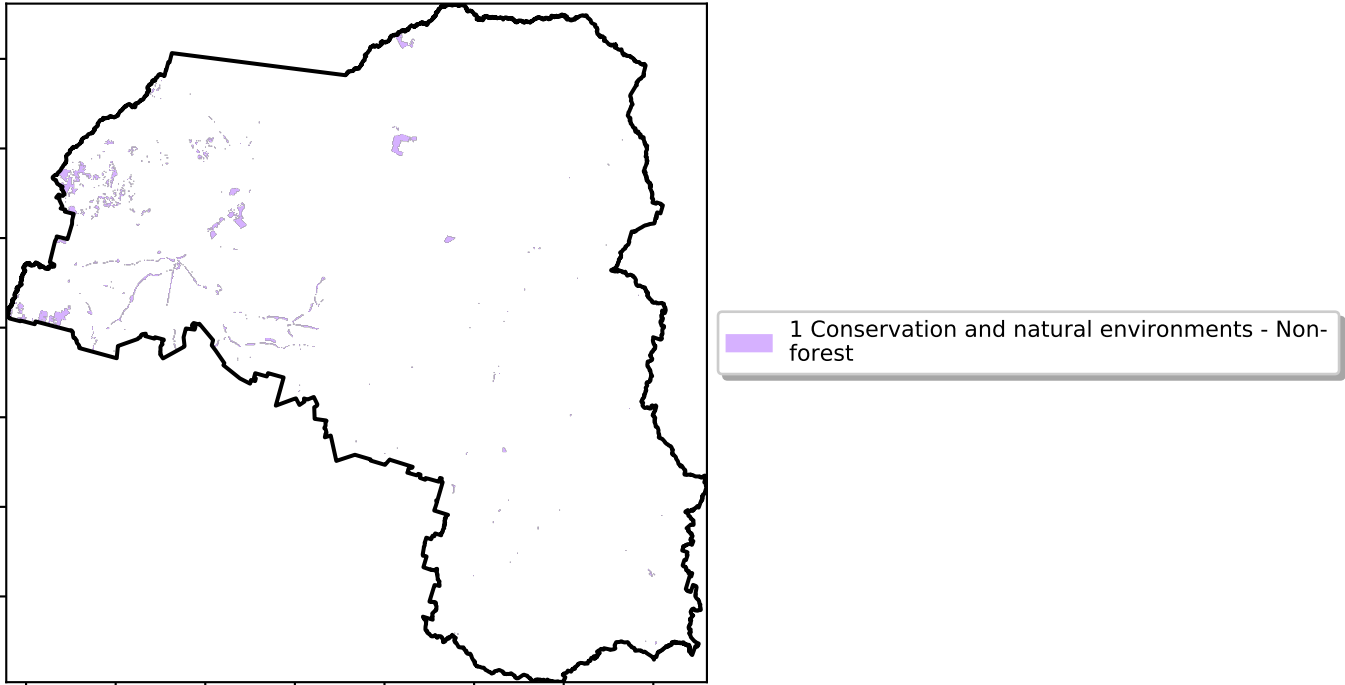 1 Conservation and natural environments - Non-
forest